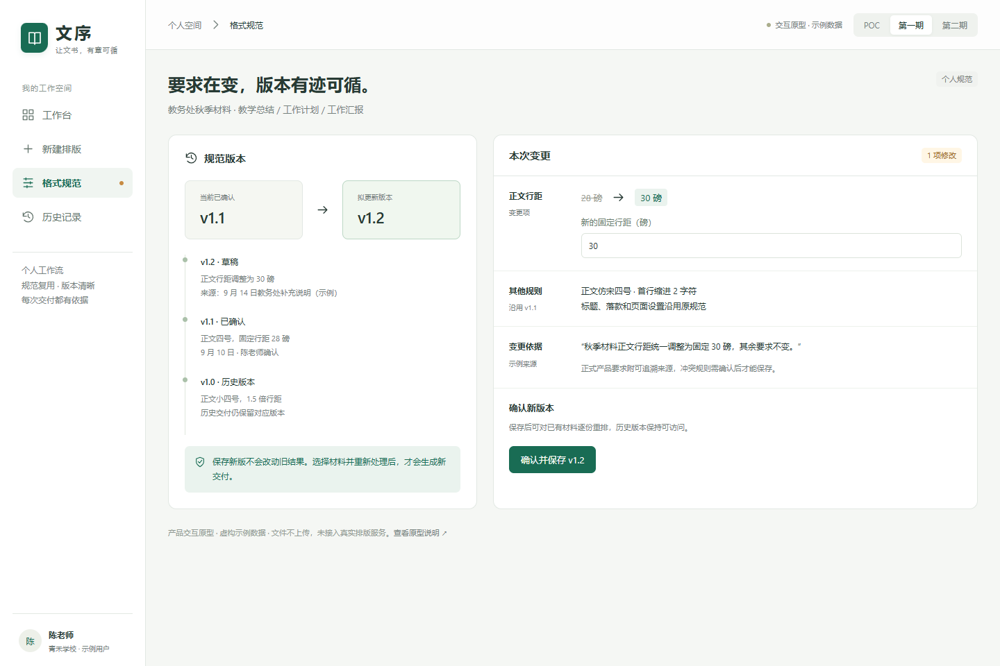 文序
让文书，有章可循
我的工作空间
工作台
新建排版
格式规范
历史记录
个人工作流
规范复用 · 版本清晰
每次交付都有依据
陈
陈老师
青禾学校 · 示例用户
个人空间
格式规范
交互原型 · 示例数据
POC
第一期
第二期
要求在变，版本有迹可循。
教务处秋季材料 · 教学总结 / 工作计划 / 工作汇报
个人规范
规范版本
当前已确认
v1.1
→
拟更新版本
v1.2
v1.2 · 草稿
正文行距调整为 30 磅
来源：9 月 14 日教务处补充说明（示例）
v1.1 · 已确认
正文四号，固定行距 28 磅
9 月 10 日 · 陈老师确认
v1.0 · 历史版本
正文小四号，1.5 倍行距
历史交付仍保留对应版本
保存新版不会改动旧结果。选择材料并重新处理后，才会生成新
交付。
本次变更
1 项修改
正文行距
变更项
28 磅 → 30 磅
新的固定行距（磅）
30
其他规则
沿用 v1.1
正文仿宋四号 · 首行缩进 2 字符
标题、落款和页面设置沿用原规范
变更依据
示例来源
“秋季材料正文行距统一调整为固定 30 磅，其余要求不变。”
正式产品要求附可追溯来源，冲突规则需确认后才能保存。
确认新版本
保存后可对已有材料逐份重排，历史版本保持可访问。
确认并保存 v1.2
产品交互原型 · 虚构示例数据 · 文件不上传，未接入真实排版服务。查看原型说明 ↗